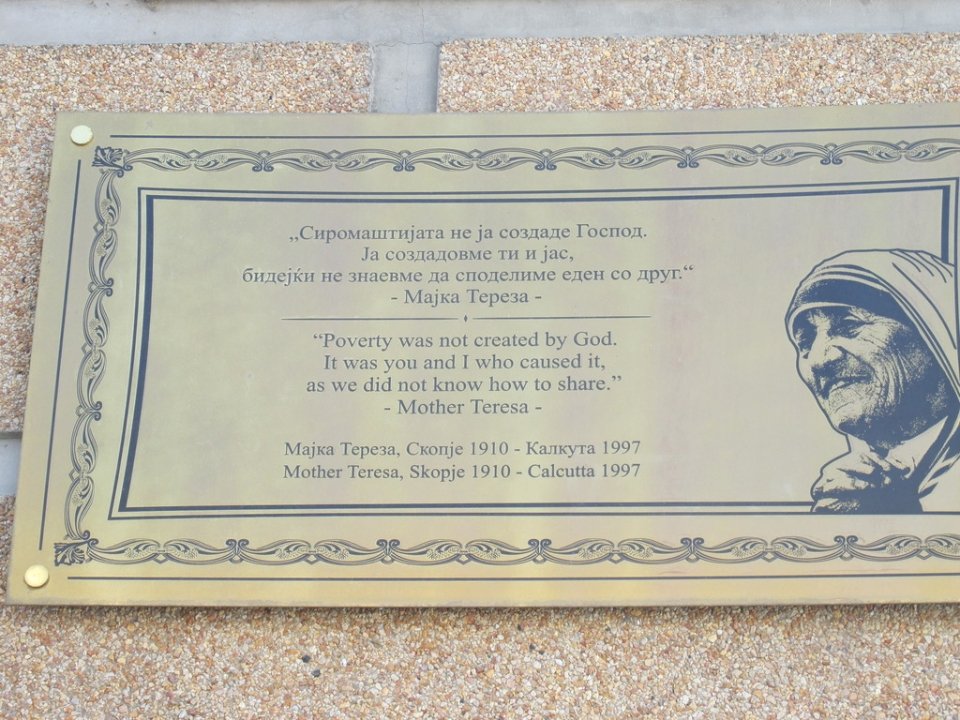 „Сиромаштијата не ја создаде Господ.
Ја создадовме ти и јас,
бидејќи не знаевме да споделиме еден со друг.“
- Мајка Тереза -
“Poverty was not created by God.
It was you and I who caused it,
as we did not know how to share.”
- Mother Teresa -
Мајка Тереза, Скопје 1910 - Калкута 1997
Mother Teresa, Skopje 1910 - Calcutta 1997